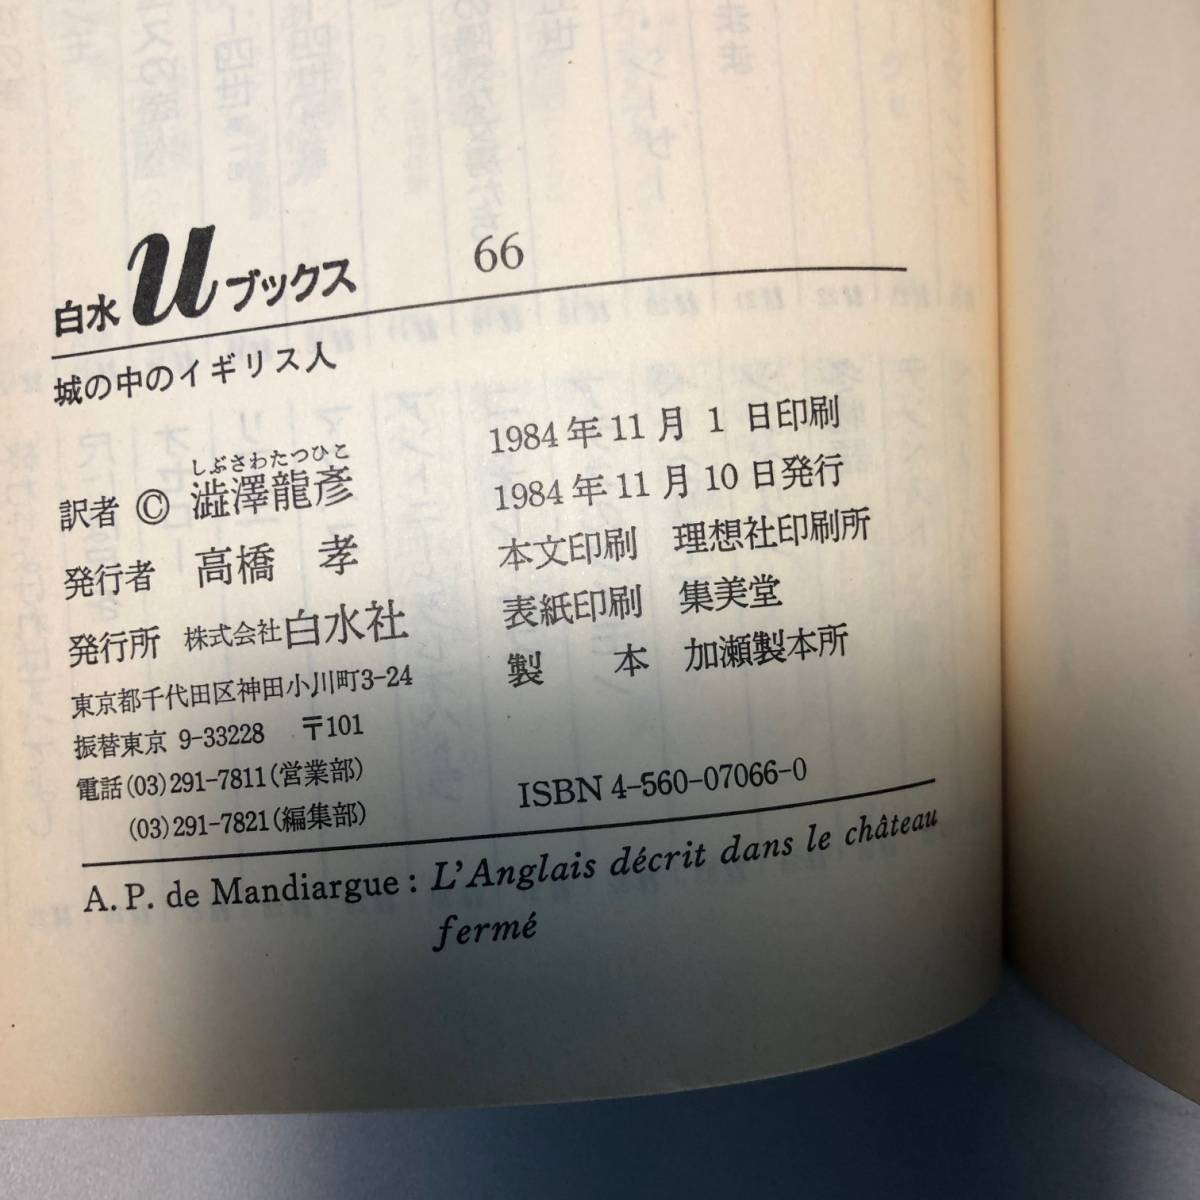 白水uブックス 66
城の中のイギリス人
しぶさわたつひこ
訳者 © 澁澤龍彥
発行者 高橋 孝
発行所 株式会社白水社
東京都千代田区神田小川町3-24
振替東京 9-33228 〒101
電話(03)291-7811(営業部)
(03)291-7821(編集部)
1984年11月1日印刷
1984年11月10日発行
本文印刷 理想社印刷所
表紙印刷 集美堂
製 本 加瀬製本所
ISBN4-560-07066-0
A.P. de Mandiargue: L'Anglais décrit dans le château
fermé